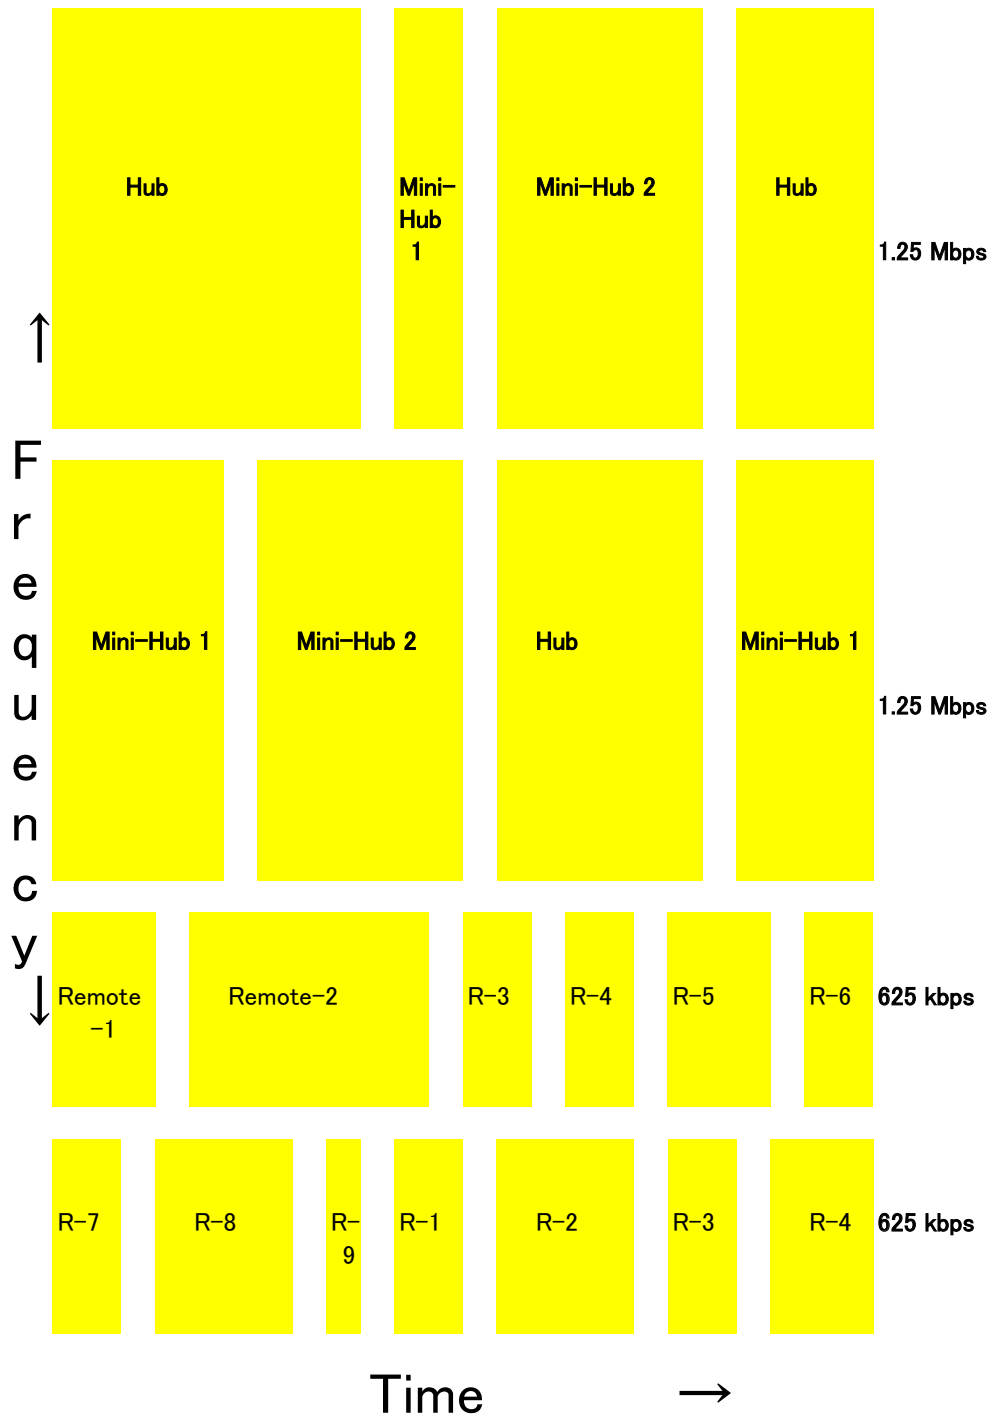 Hub
Mini-
Hub
1
Mini-Hub 2
Hub
1.25 Mbps
↑
Frequency
Mini-Hub 1
Mini-Hub 2
Hub
Mini-Hub 1
1.25 Mbps
↓
Remote
-1
Remote-2
R-3
R-4
R-5
R-6
625 kbps
R-7
R-8
R-
9
R-1
R-2
R-3
R-4
625 kbps
Time →